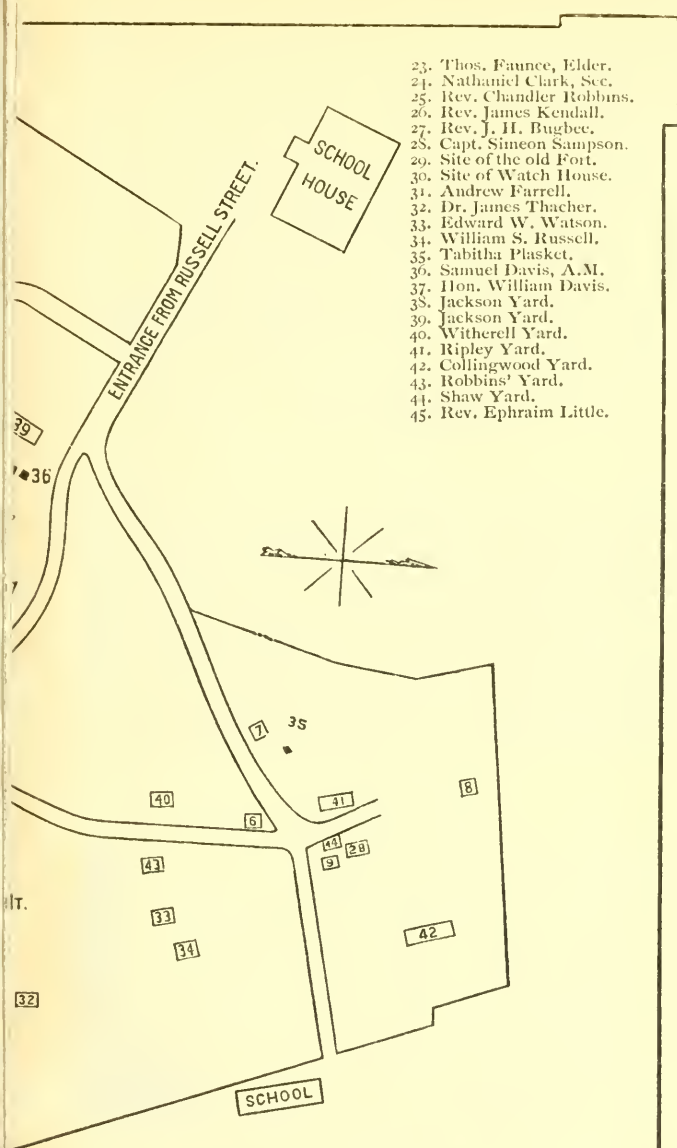 23. Thos. Faunce, Elder.
24. Nathaniel Clark, Sec.
25. Rev. Chandler Robbins.
26. Rev. James Kendall.
27. Rev. J. H. Bugbee.
28. Capt. Simeon Sampson.
29. Site of the old Fort.
30. Site of Watch House.
31. Andrew Farrell.
32. Dr. James Thacher.
33. Edward W. Watson.
34. William S. Russell.
35. Tabitha Plasket.
36. Samuel Davis, A.M.
37. Hon. William Davis.
38. Jackson Yard.
39. Jackson Yard.
40. Witherell Yard.
41. Ripley Yard.
42. Collingwood Yard.
43. Robbins' Yard.
44. Shaw Yard.
45. Rev. Ephraim Little.
SCHOOL
HOUSE
ENTRANCE FROM RUSSELL STREET.
39
36
7
35
8
40
41
6
44
28
9
43
33
42
34
32
SCHOOL